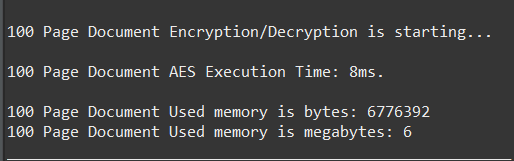 100 Page Document Encryption/Decryption is starting...
100 Page Document AES Execution Time: 8ms.
100 Page Document Used memory is bytes: 6776392
100 Page Document Used memory is megabytes: 6